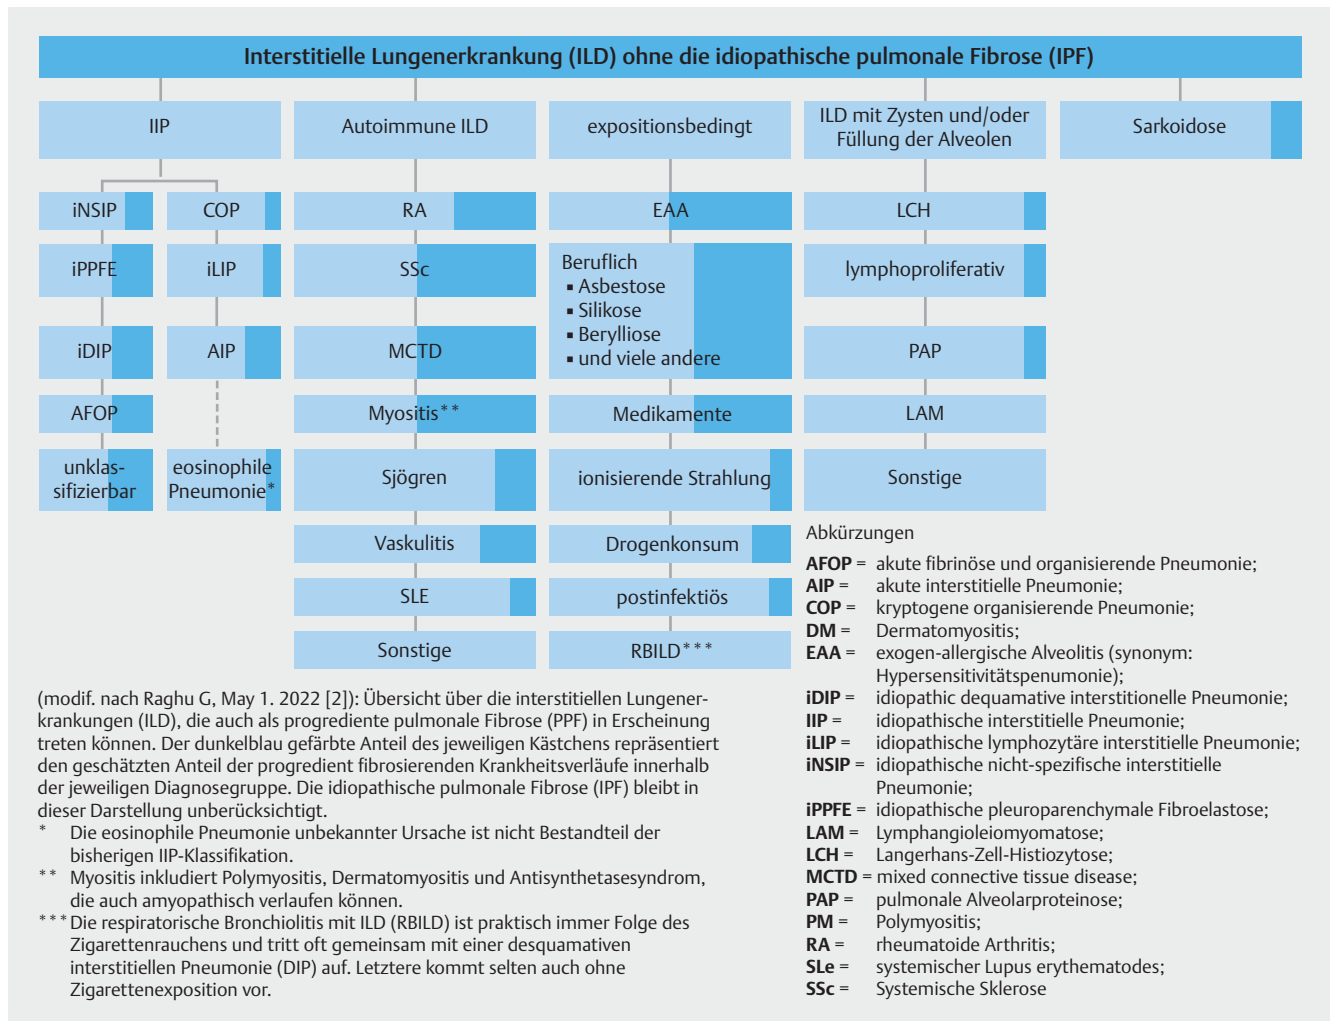 Interstitielle Lungenerkrankung (ILD) ohne die idiopathische pulmonale Fibrose (IPF)
IIP
Autoimmune ILD
expositionsbedingt
ILD mit Zysten und/oder
Füllung der Alveolen
Sarkoidose
iNSIP
COP
iPPFE
iLIP
iDIP
AIP
AFOP
unklas-
sifizierbar
eosinophile
Pneumonie*
RA
SSc
MCTD
Myositis**
Sjögren
Vaskulitis
SLE
Sonstige
EAA
Beruflich
▪ Asbestose
▪ Silikose
▪ Berylliose
▪ und viele andere
Medikamente
ionisierende Strahlung
Drogenkonsum
postinfektiös
RBILD***
LCH
lymphoproliferativ
PAP
LAM
Sonstige
(modif. nach Raghu G, May 1. 2022 [2]): Übersicht über die interstitiellen Lungener-
krankungen (ILD), die auch als progrediente pulmonale Fibrose (PPF) in Erscheinung
treten können. Der dunkelblau gefärbte Anteil des jeweiligen Kästchens repräsentiert
den geschätzten Anteil der progredient fibrosierenden Krankheitsverläufe innerhalb
der jeweiligen Diagnosegruppe. Die idiopathische pulmonale Fibrose (IPF) bleibt in
dieser Darstellung unberücksichtigt.
* Die eosinophile Pneumonie unbekannter Ursache ist nicht Bestandteil der
bisherigen IIP-Klassifikation.
** Myositis inkludiert Polymyositis, Dermatomyositis und Antisynthetasesyndrom,
die auch amyopathisch verlaufen können.
*** Die respiratorische Bronchiolitis mit ILD (RBILD) ist praktisch immer Folge des
Zigarettenrauchens und tritt oft gemeinsam mit einer desquamativen
interstitiellen Pneumonie (DIP) auf. Letztere kommt selten auch ohne
Zigarettenexposition vor.
Abkürzungen
AFOP = akute fibrinöse und organisierende Pneumonie;
AIP = akute interstitielle Pneumonie;
COP = kryptogene organisierende Pneumonie;
DM = Dermatomyositis;
EAA = exogen-allergische Alveolitis (synonym:
Hypersensitivitätspenumonie);
iDIP = idiopathic dequamative interstitionelle Pneumonie;
IIP = idiopathische interstitielle Pneumonie;
iLIP = idiopathische lymphozytäre interstitielle Pneumonie;
iNSIP = idiopathische nicht-spezifische interstitielle
Pneumonie;
iPPFE = idiopathische pleuroparenchymale Fibroelastose;
LAM = Lymphangioleiomyomatose;
LCH = Langerhans-Zell-Histiozytose;
MCTD = mixed connective tissue disease;
PAP = pulmonale Alveolarproteinose;
PM = Polymyositis;
RA = rheumatoide Arthritis;
SLe = systemischer Lupus erythematodes;
SSc = Systemische Sklerose